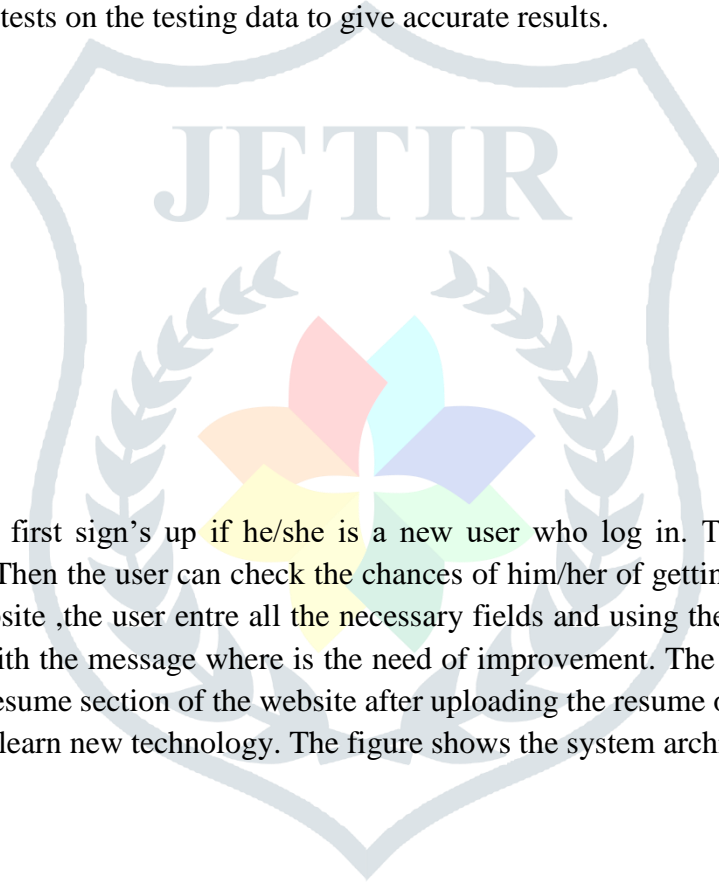 tests on the testing data to give accurate results.
JETIR
first sign’s up if he/she is a new user who log in. T
Then the user can check the chances of him/her of gettin
site ,the user entre all the necessary fields and using the
ith the message where is the need of improvement. The
esume section of the website after uploading the resume o
learn new technology. The figure shows the system arch